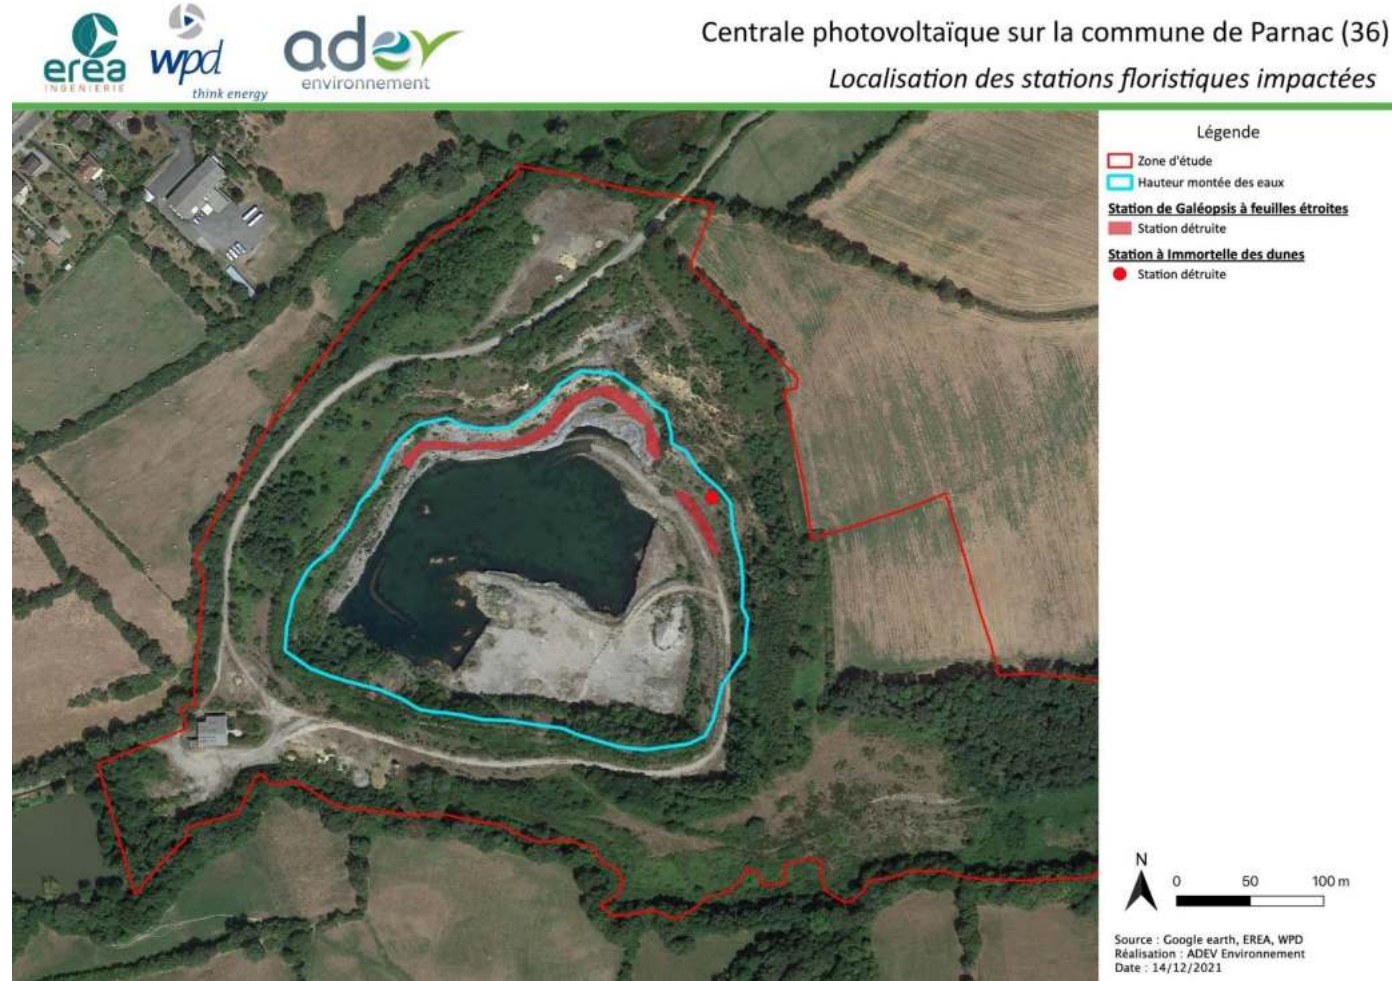 erea
INGENIERIE
wpd
think energy
adev
environnement
Centrale photovoltaïque sur la commune de Parnac (36)
Localisation des stations floristiques impactées
Légende
Zone d'étude
Hauteur montée des eaux
Station de Galéopsis à feuilles étroites
Station détruite
Station à Immortelle des dunes
Station détruite
N
0 50 100 m
Source : Google earth, EREA, WPD
Réalisation : ADEV Environnement
Date : 14/12/2021